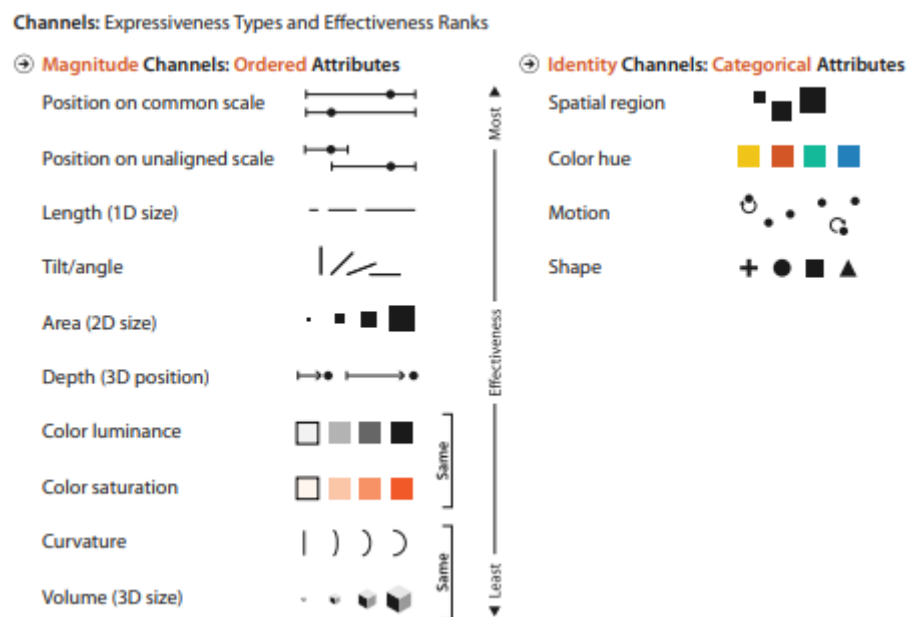 Channels: Expressiveness Types and Effectiveness Ranks
Magnitude Channels: Ordered Attributes
Position on common scale
Position on unaligned scale
Length (1D size)
Tilt/angle
Area (2D size)
Depth (3D position)
Color luminance
Color saturation
Curvature
Volume (3D size)
Same
Same
Most
Effectiveness
Least
Identity Channels: Categorical Attributes
Spatial region
Color hue
Motion
Shape